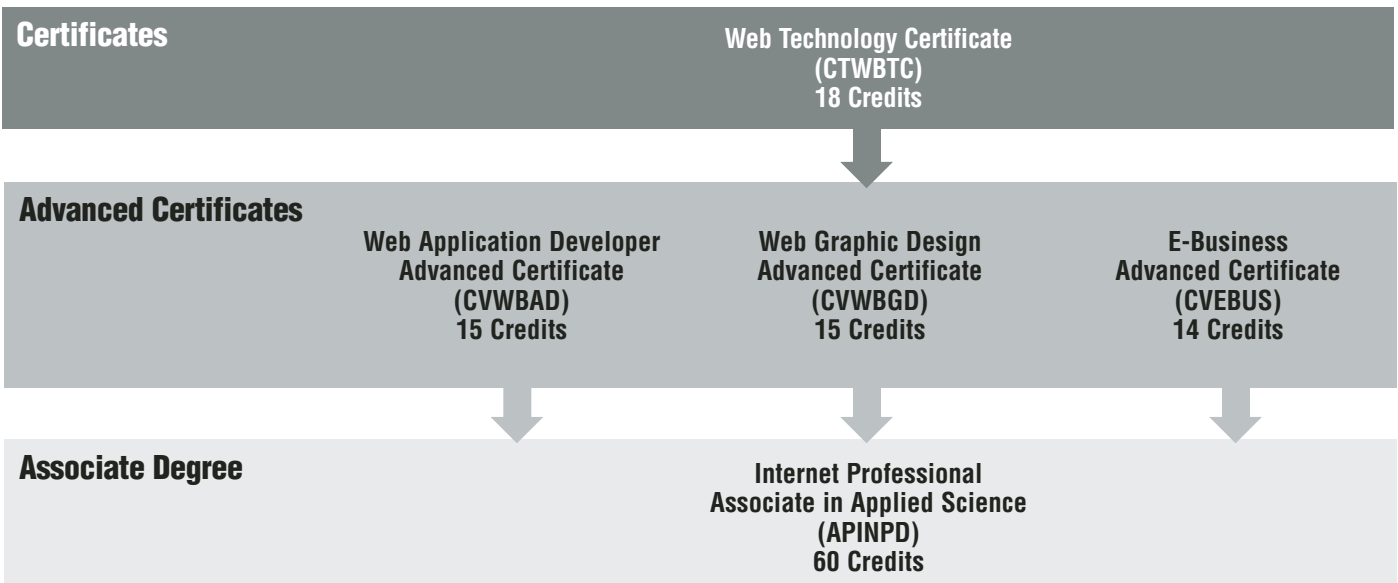 Certificates
Web Technology Certificate
(CTWBTC)
18 Credits
Advanced Certificates
Web Application Developer
Advanced Certificate
(CVWBAD)
15 Credits
Web Graphic Design
Advanced Certificate
(CVWBGD)
15 Credits
E-Business
Advanced Certificate
(CVEBUS)
14 Credits
Associate Degree
Internet Professional
Associate in Applied Science
(APINPD)
60 Credits